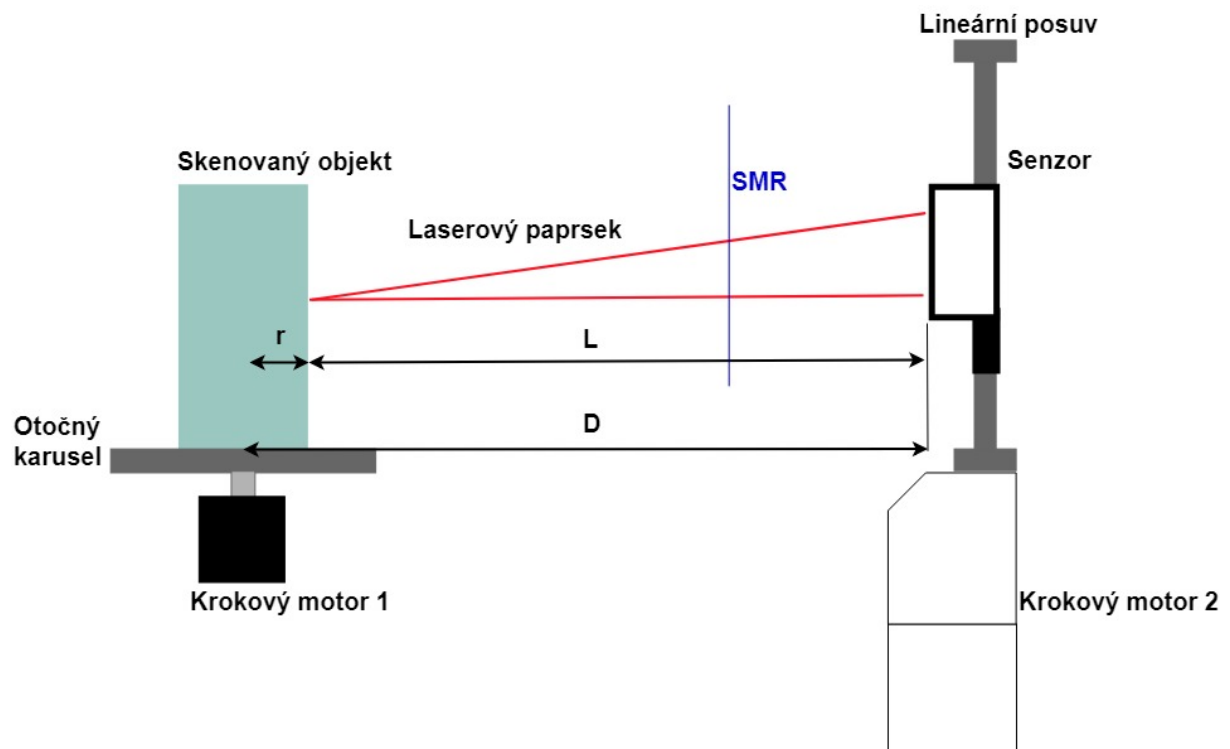 Lineární posuv
Skenovaný objekt
Senzor
SMR
Laserový paprsek
r
L
D
Otočný
karusel
Krokový motor 1
Krokový motor 2